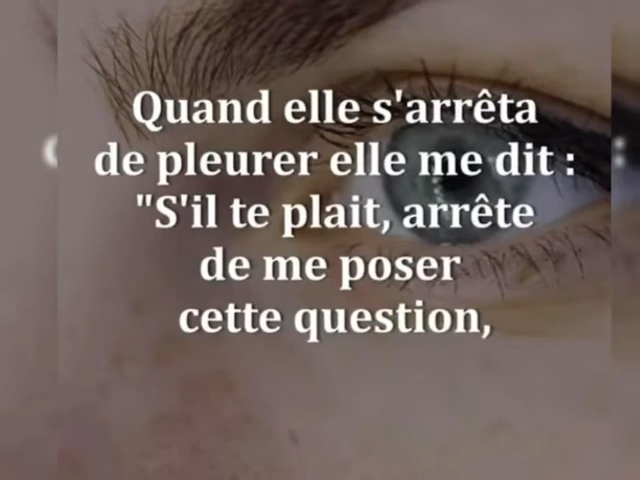 Quand elle s'arrêta
de pleurer elle me dit :
"S'il te plait, arrête
de me poser
cette question,